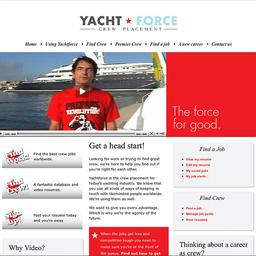 YACHT FORCE
CREW PLACEMENT
Home
Using Yachtforce
Find Crew
Premier Crew
Find a job
A new career
Contact us
The force
for good.
Get a head start!
Looking for work or trying to find great
crew, we're here to help you find out if
you're right for each other.
Yachtforce is the crew placement for
today's yachting industry. We know that
you use all kinds of ways of keeping in
touch with likeminded people worldwide.
We're using them as well.
We want to give you every advantage.
Which is why we're the agency of the
future.
When the jobs get less and
competition tough you need to
make sure you're at the front of
the queue. Find out how to get
Find the best crew jobs
worldwide.
A fantastic database and
video resumes.
Post your resume today
and you're away.
Why Video?
Find a Job
View my resume
Edit my resume
My saved jobs
My job alerts
Find Crew
Post a job
Manage job posts
View resumes
Thinking about a career
as crew?